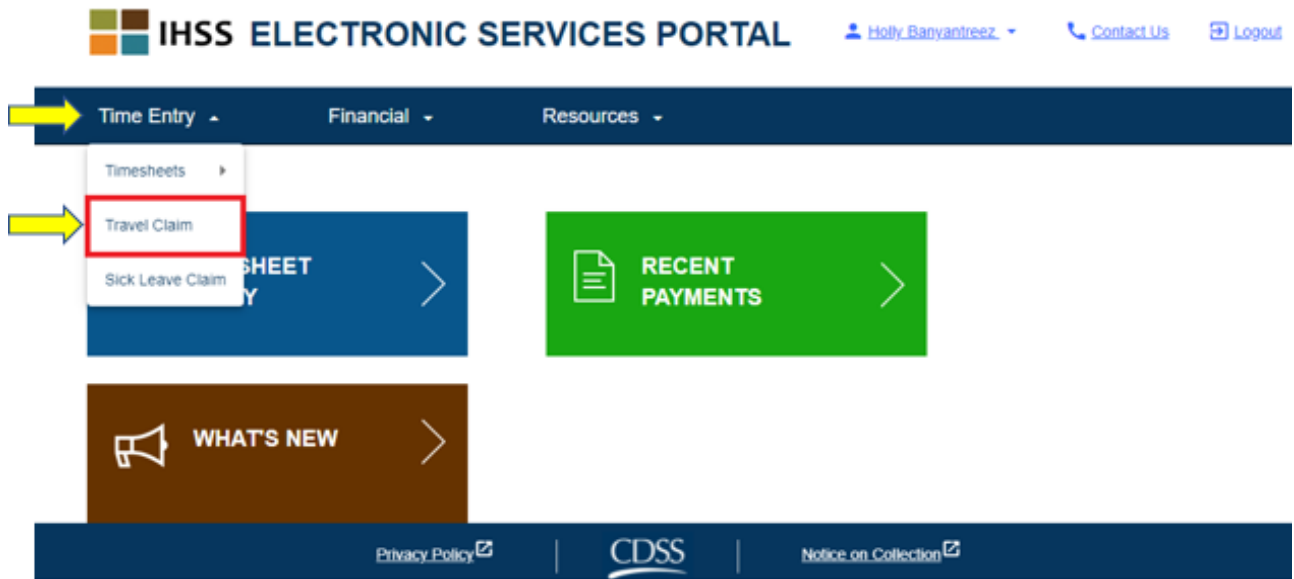 IHSS ELECTRONIC SERVICES PORTAL
Holly Banyantreez
Contact Us
Logout
Time Entry
Financial
Resources
Timesheets
Travel Claim
Sick Leave Claim
SHEET
Y
RECENT
PAYMENTS
WHAT'S NEW
Privacy Policy
CDSS
Notice on Collection